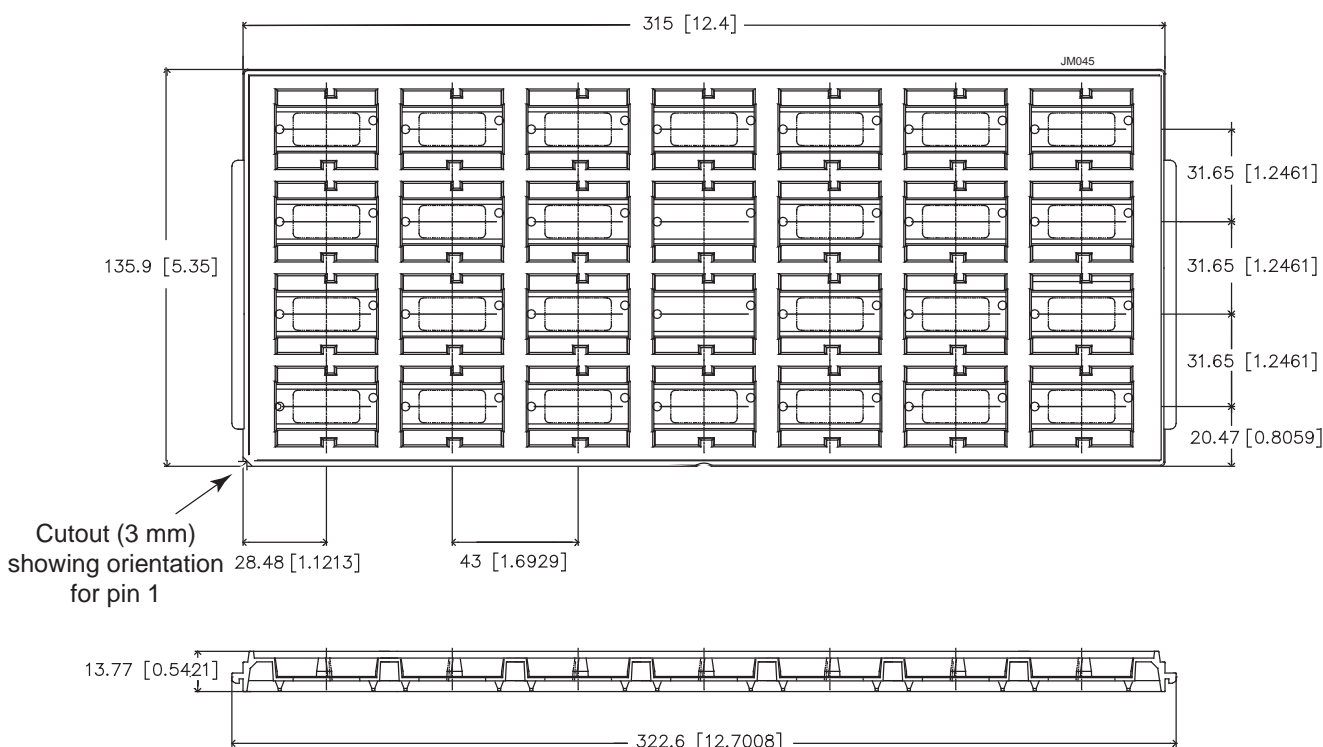 315 [12.4]
JM045
31.65 [1.2461]
135.9 [5.35]
31.65 [1.2461]
31.65 [1.2461]
20.47 [0.8059]
Cutout (3 mm)
showing orientation
for pin 1
28.48 [1.1213]
43 [1.6929]
13.77 [0.5421]
322.6 [12.7008]